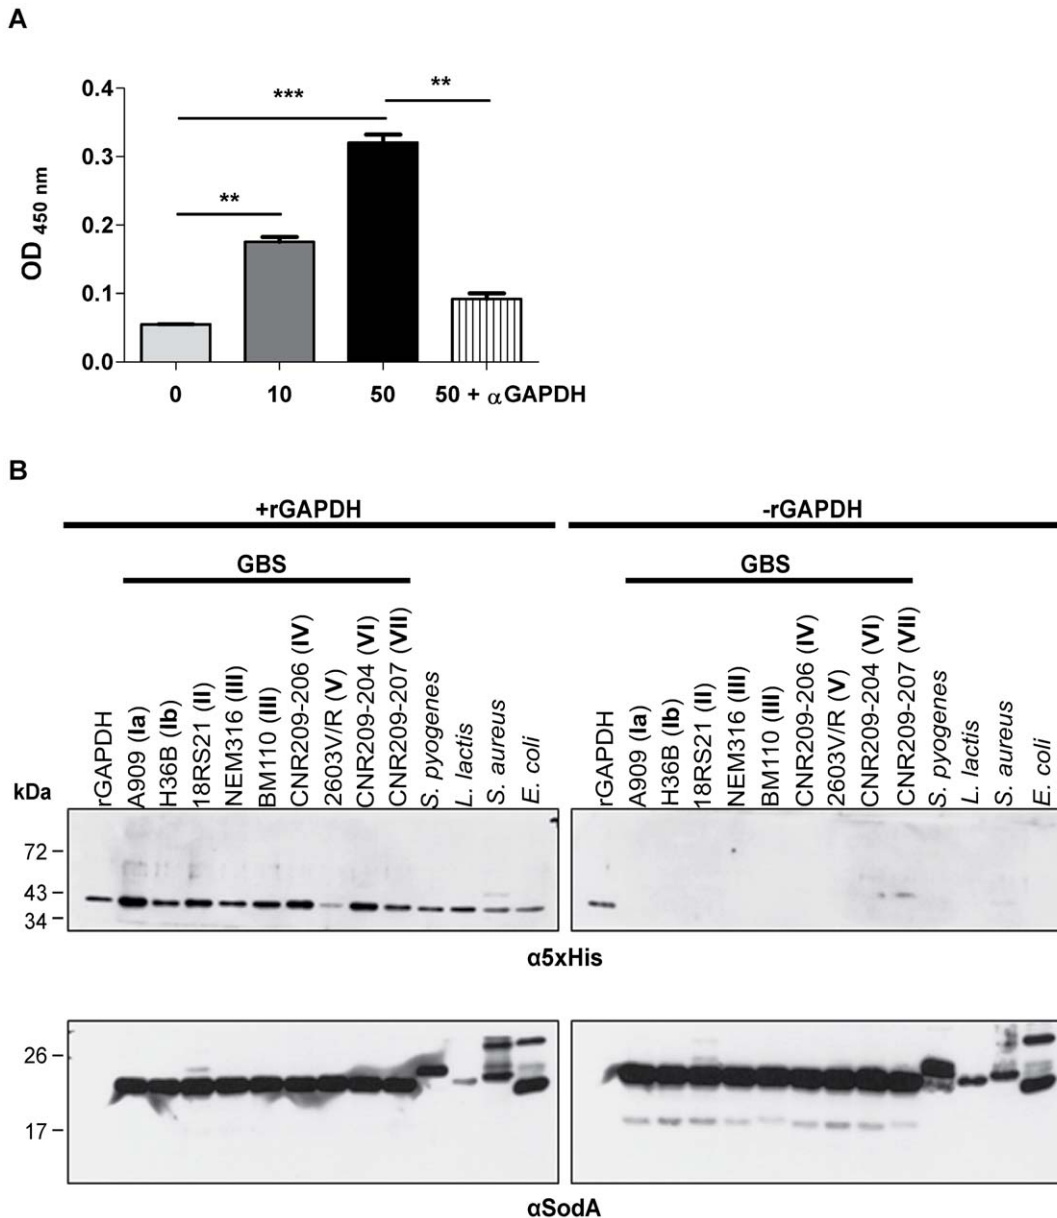 A
0.4
0.3
0.2
0.1
0.0
OD 450 nm
***
**
**
0
10
50
50 + αGAPDH
B
+rGAPDH
-rGAPDH
GBS
GBS
kDa
rGAPDH
A909 (Ia)
H36B (Ib)
18RS21 (II)
NEM316 (III)
BM110 (III)
CNR209-206 (IV)
2603V/R (V)
CNR209-204 (VI)
CNR209-207 (VII)
S. pyogenes
L. lactis
S. aureus
E. coli
rGAPDH
A909 (Ia)
H36B (Ib)
18RS21 (II)
NEM316 (III)
BM110 (III)
CNR209-206 (IV)
2603V/R (V)
CNR209-204 (VI)
CNR209-207 (VII)
S. pyogenes
L. lactis
S. aureus
E. coli
72
43
34
α5xHis
26
17
αSodA